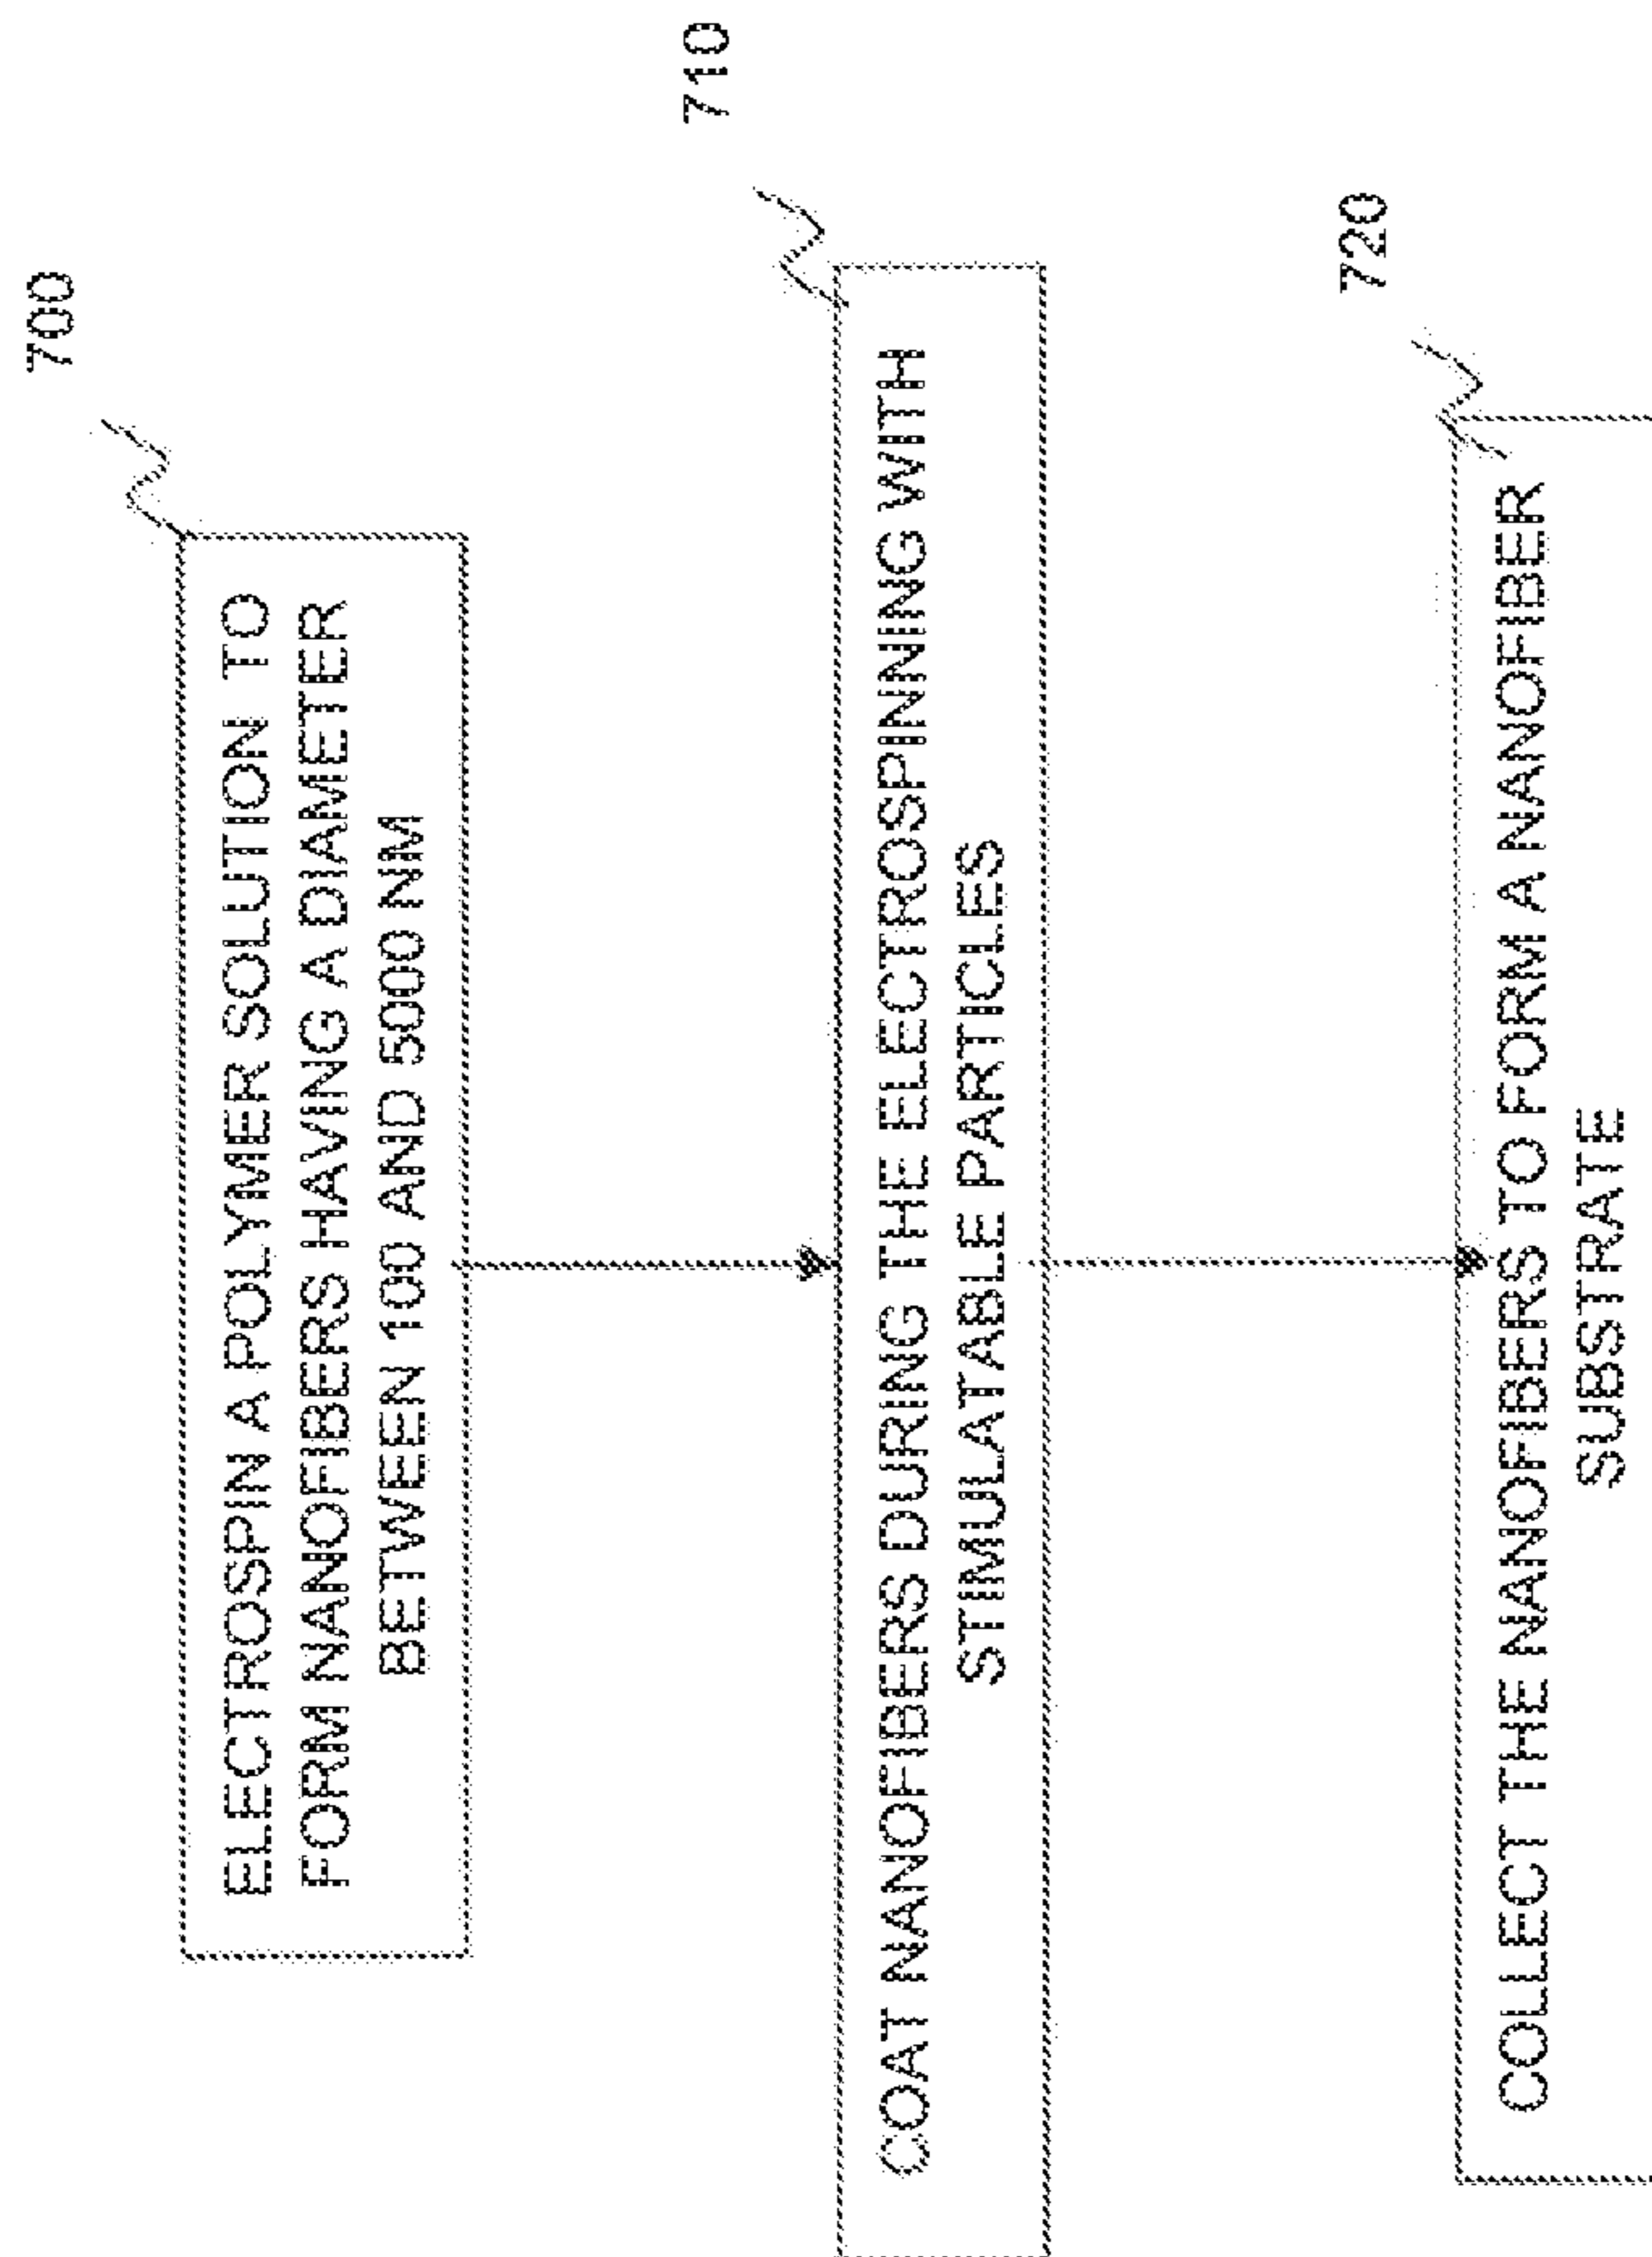 700
ELECTROSPIN A POLYMER SOLUTION TO
FORM NANOFIBERS HAVING A DIAMETER
BETWEEN 100 AND 5000 NM
710
COAT NANOFIBERS DURING THE ELECTROSPINNING WITH
STIMULATABLE PARTICLES
720
COLLECT THE NANOFIBERS TO FORM A NANOFIBER
SUBSTRATE